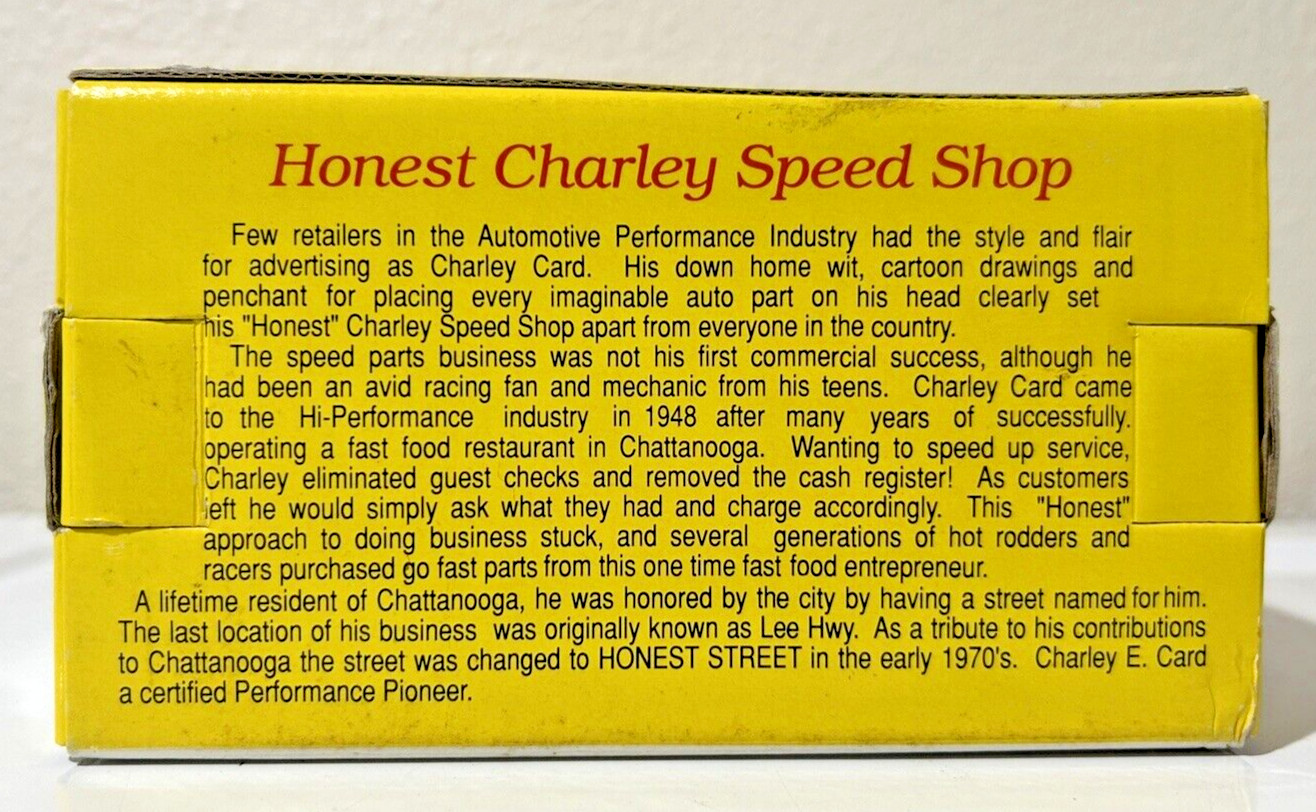 Honest Charley Speed Shop
Few retailers in the Automotive Performance Industry had the style and flair
for advertising as Charley Card. His down home wit, cartoon drawings and
penchant for placing every imaginable auto part on his head clearly set
his "Honest" Charley Speed Shop apart from everyone in the country.
The speed parts business was not his first commercial success, although he
had been an avid racing fan and mechanic from his teens. Charley Card came
to the Hi-Performance industry in 1948 after many years of successfully.
operating a fast food restaurant in Chattanooga. Wanting to speed up service,
Charley eliminated guest checks and removed the cash register! As customers
left he would simply ask what they had and charge accordingly. This "Honest"
approach to doing business stuck, and several generations of hot rodders and
racers purchased go fast parts from this one time fast food entrepreneur.
A lifetime resident of Chattanooga, he was honored by the city by having a street named for him.
The last location of his business was originally known as Lee Hwy. As a tribute to his contributions
to Chattanooga the street was changed to HONEST STREET in the early 1970's. Charley E. Card
a certified Performance Pioneer.